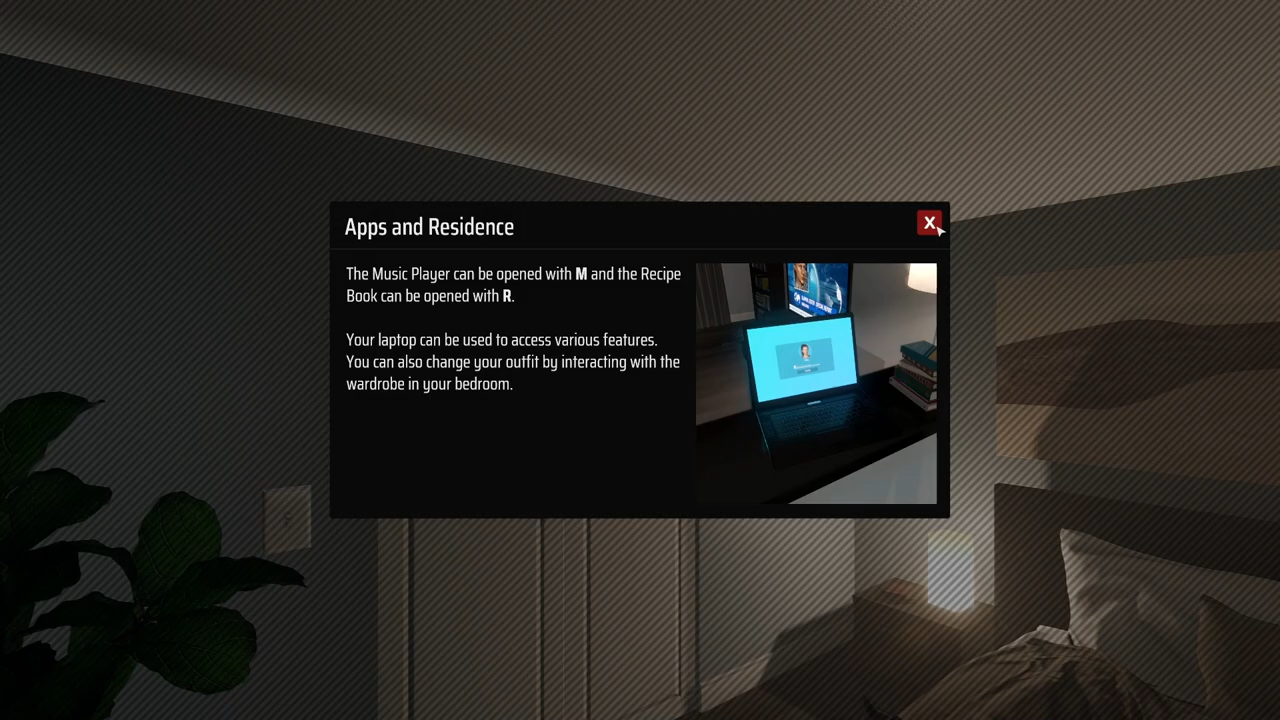 Apps and Residence
X
The Music Player can be opened with M and the Recipe
Book can be opened with R.
Your laptop can be used to access various features.
You can also change your outfit by interacting with the
wardrobe in your bedroom.